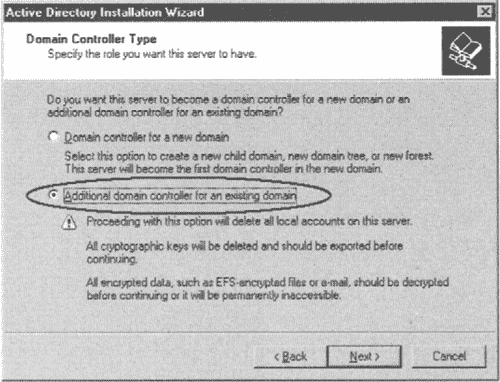 Active Directory Installation Wizard
Domain Controller Type
Specify the role you want this server to have.
Do you want this server to become a domain controller for a new domain or an
additional domain controller for an existing domain?
Domain controller for a new domain
Select this option to create a new child domain, new domain tree, or new forest.
This server will become the first domain controller in the new domain.
Additional domain controller for an existing domain
Proceeding with this option will delete all local accounts on this server.
All cryptographic keys will be deleted and should be exported before
continuing.
All encrypted data, such as EFS-encrypted files or e-mail, should be decrypted
before continuing or it will be permanently inaccessible.
< Back
Next >
Cancel